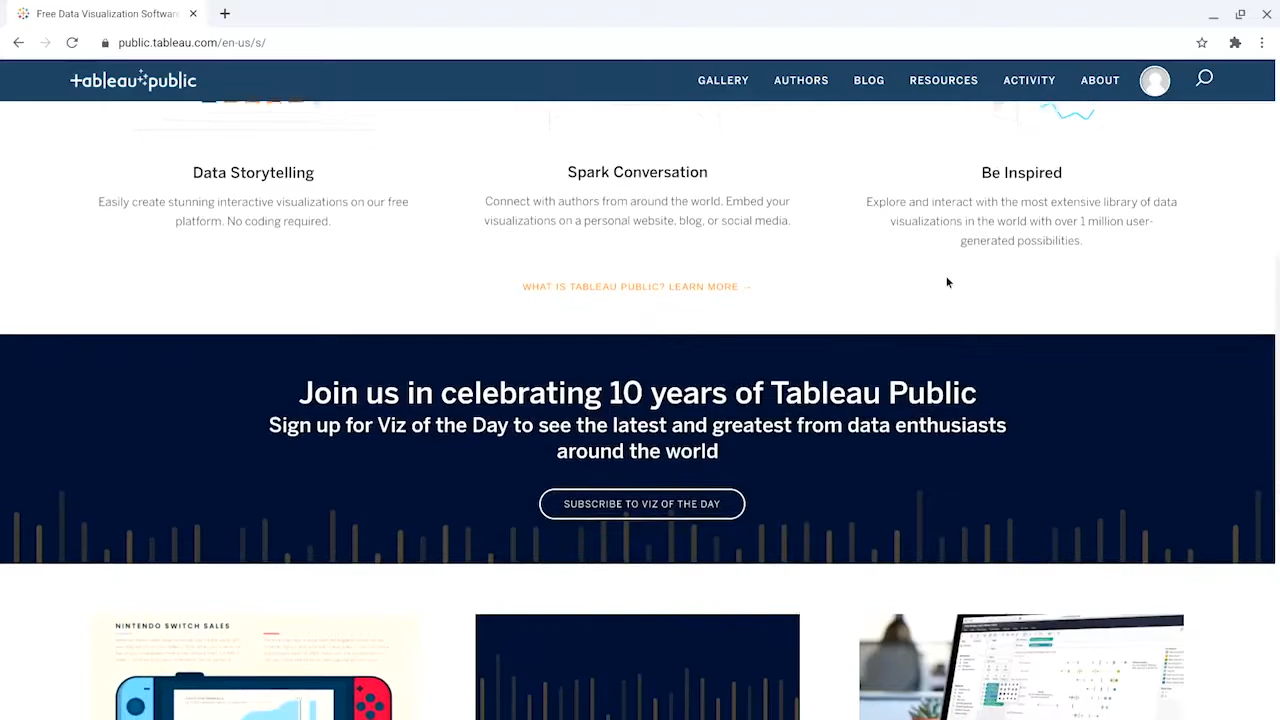 Free Data Visualization Software
public.tableau.com/en-us/s/
+ableau public
GALLERY
AUTHORS
BLOG
RESOURCES
ACTIVITY
ABOUT
Data Storytelling
Easily create stunning interactive visualizations on our free
platform. No coding required.
Spark Conversation
Connect with authors from around the world. Embed your
visualizations on a personal website, blog, or social media.
Be Inspired
Explore and interact with the most extensive library of data
visualizations in the world with over 1 million user-
generated possibilities.
WHAT IS TABLEAU PUBLIC? LEARN MORE →
Join us in celebrating 10 years of Tableau Public
Sign up for Viz of the Day to see the latest and greatest from data enthusiasts
around the world
SUBSCRIBE TO VIZ OF THE DAY
NINTENDO SWITCH SALES